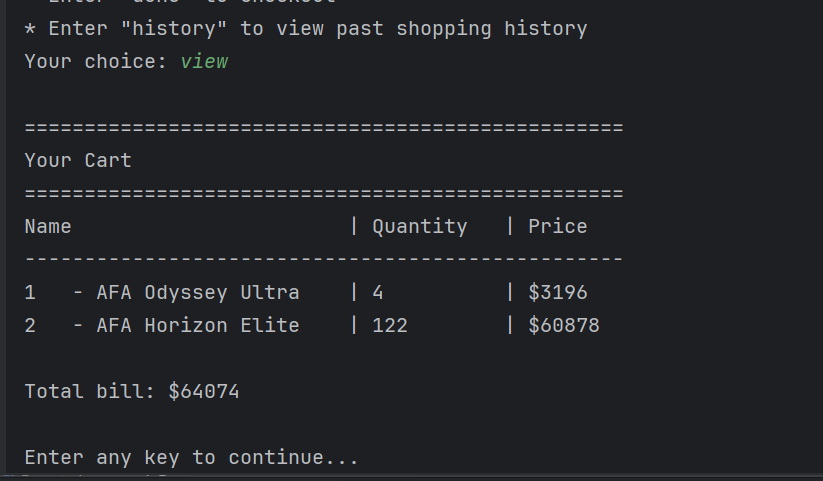 Enter "done" to checkout
* Enter "history" to view past shopping history
Your choice: view
==================================================
Your Cart
==================================================
Name | Quantity | Price
--------------------------------------------------
1 - AFA Odyssey Ultra | 4 | $3196
2 - AFA Horizon Elite | 122 | $60878
Total bill: $64074
Enter any key to continue...